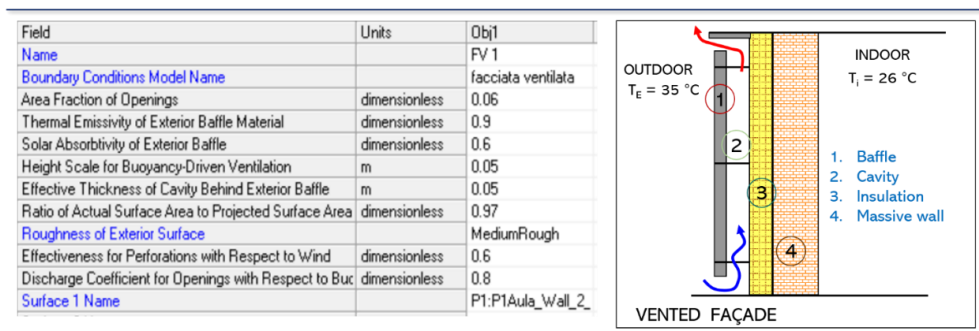 Field Units Obj1
Name FV 1
Boundary Conditions Model Name facciata ventilata
Area Fraction of Openings dimensionless 0.06
Thermal Emissivity of Exterior Baffle Material dimensionless 0.9
Solar Absorbtivity of Exterior Baffle dimensionless 0.6
Height Scale for Buoyancy-Driven Ventilation m 0.05
Effective Thickness of Cavity Behind Exterior Baffle m 0.05
Ratio of Actual Surface Area to Projected Surface Area dimensionless 0.97
Roughness of Exterior Surface MediumRough
Effectiveness for Perforations with Respect to Wind dimensionless 0.6
Discharge Coefficient for Openings with Respect to Buc dimensionless 0.8
Surface 1 Name P1:P1Aula_Wall_2_
OUTDOOR
TE = 35 °C
INDOOR
Ti = 26 °C
1
2
3
4
1. Baffle
2. Cavity
3. Insulation
4. Massive wall
VENTED FAÇADE